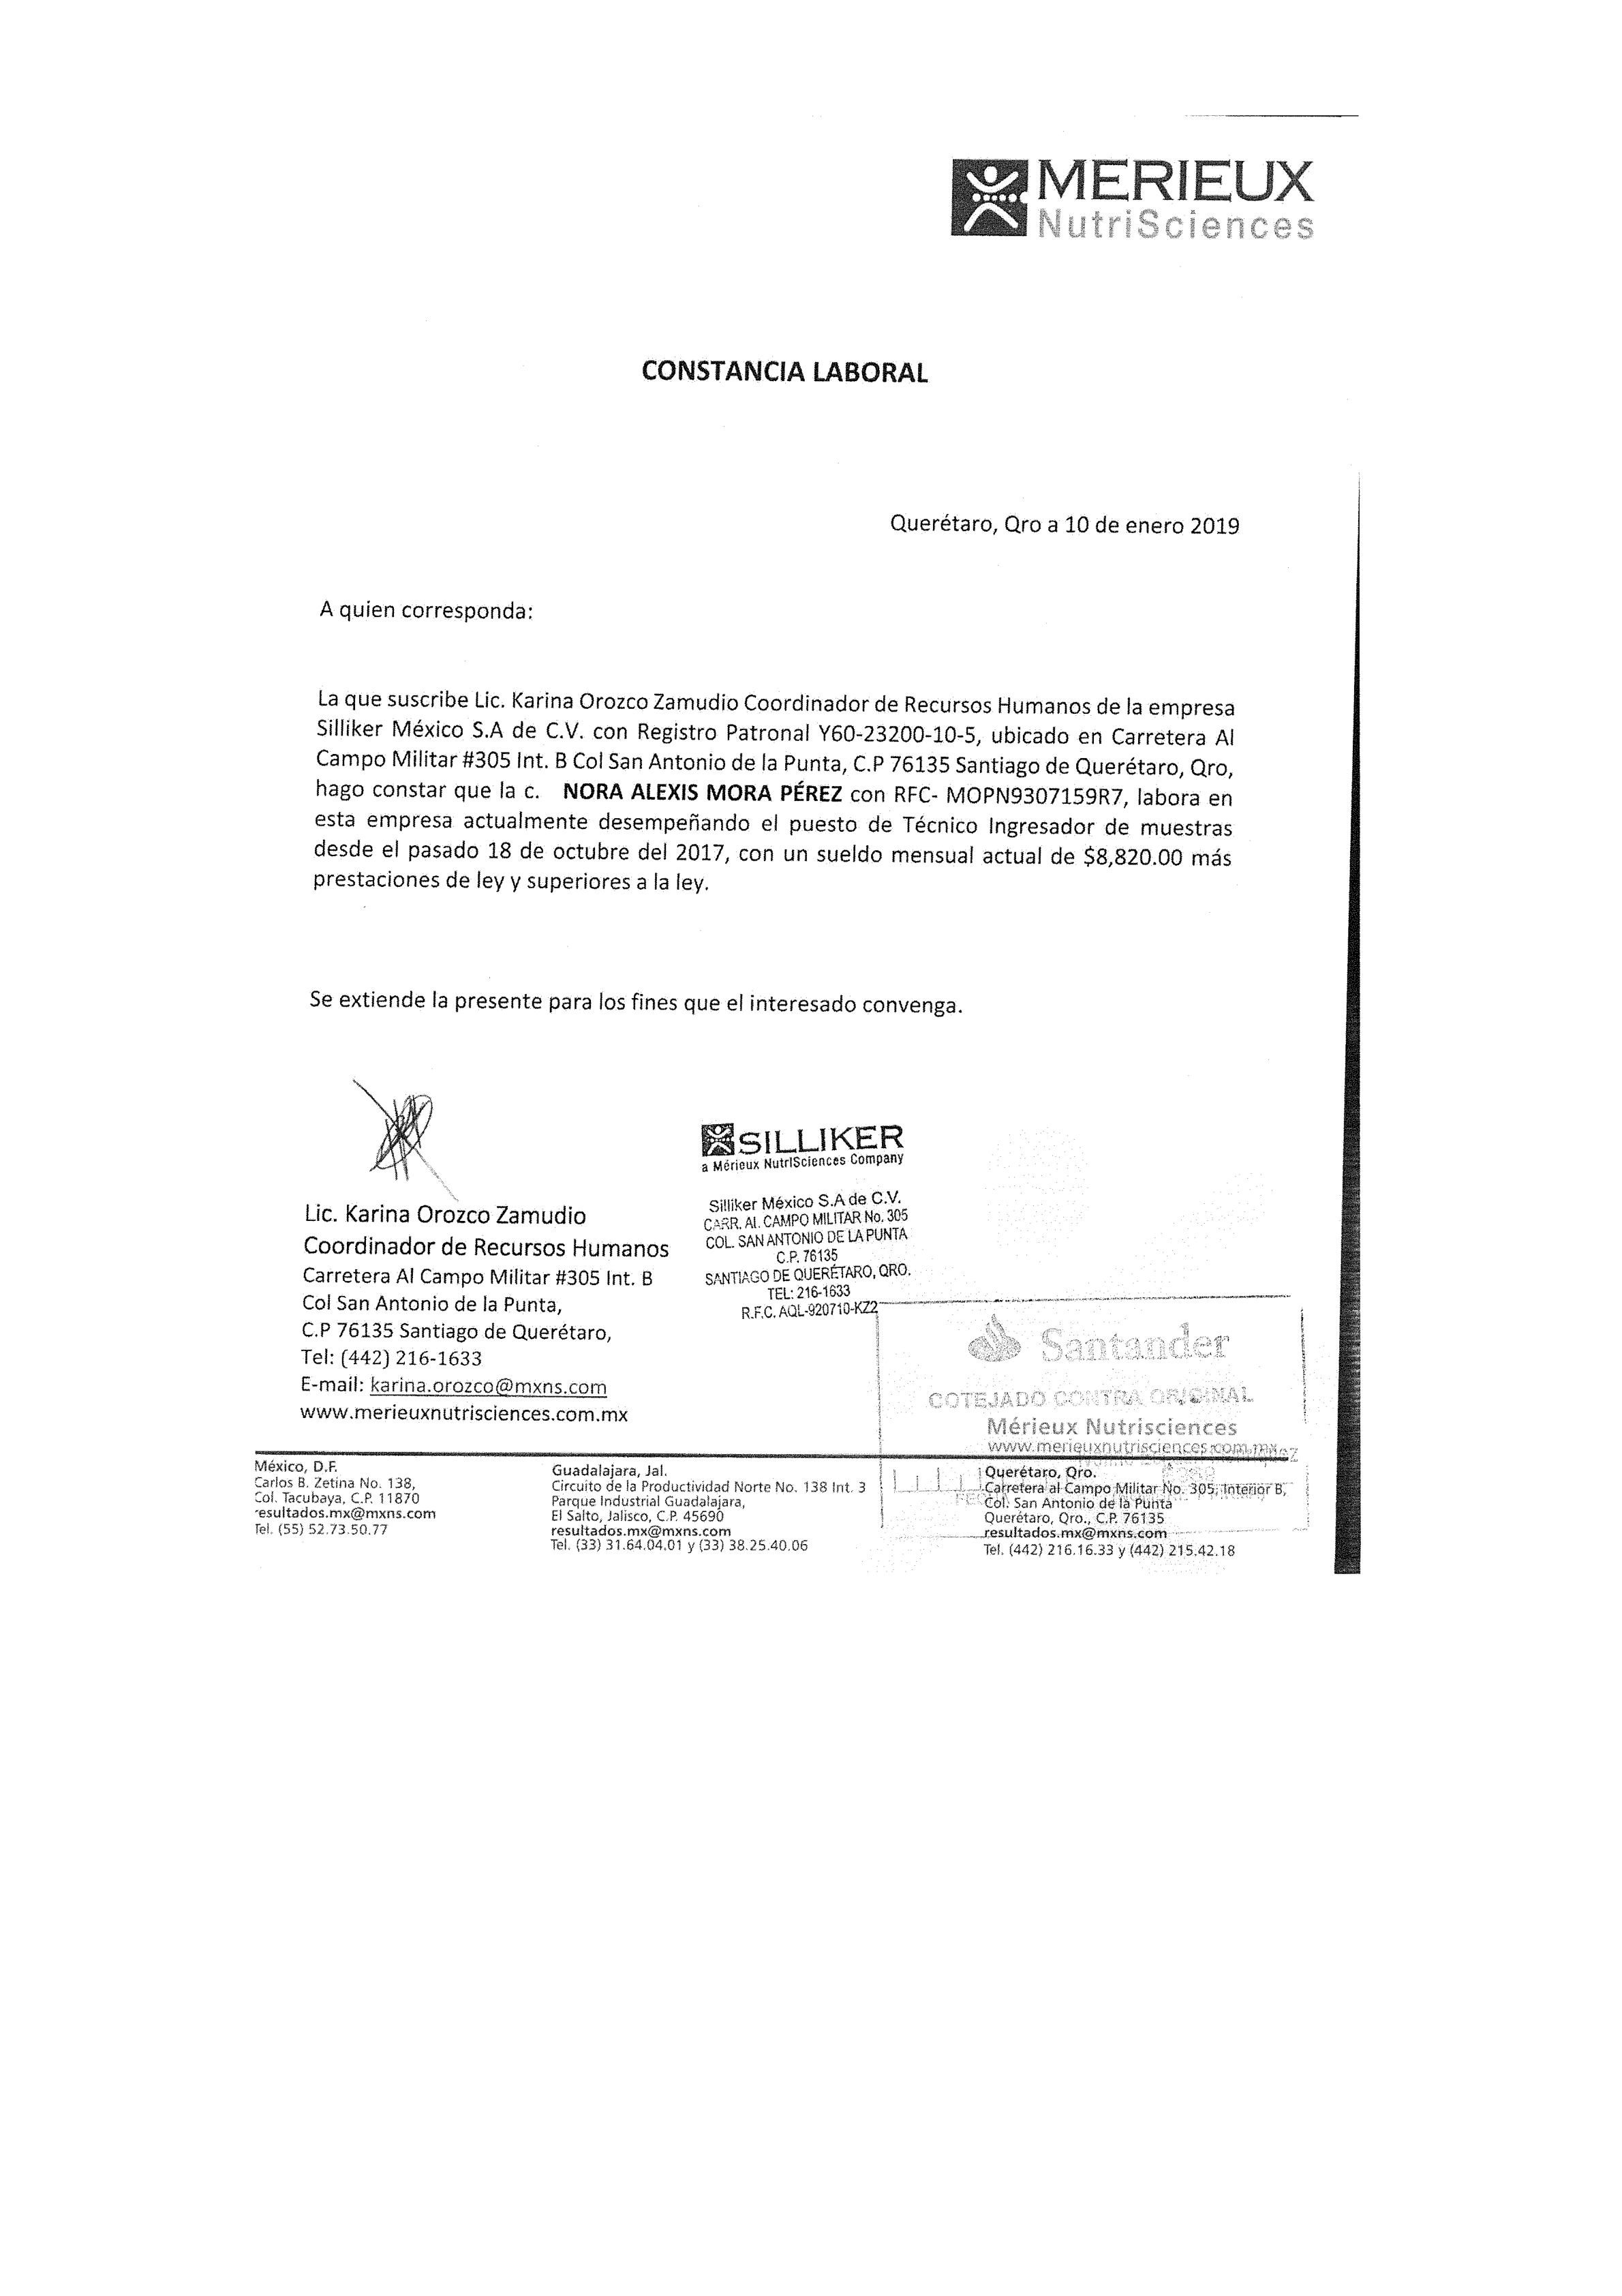 MERIEUX
NutriSciences
CONSTANCIA LABORAL
Querétaro, Qro a 10 de enero 2019
A quien corresponda:
La que suscribe Lic. Karina Orozco Zamudio Coordinador de Recursos Humanos de la empresa
Silliker México S.A de C.V. con Registro Patronal Y60-23200-10-5, ubicado en Carretera Al
Campo Militar #305 Int. B Col San Antonio de la Punta, C.P 76135 Santiago de Querétaro, Qro,
hago constar que la c. NORA ALEXIS MORA PÉREZ con RFC- MOPN9307159R7, labora en
esta empresa actualmente desempeñando el puesto de Técnico Ingresador de muestras
desde el pasado 18 de octubre del 2017, con un sueldo mensual actual de $8,820.00 más
prestaciones de ley y superiores a la ley.
Se extiende la presente para los fines que el interesado convenga.
SILLIKER
a Mérieux NutriSciences Company
Silliker México S.A de C.V.
CARR. Al. CAMPO MILITAR No. 305
COL. SAN ANTONIO DE LA PUNTA
C.P. 76135
SANTIAGO DE QUERÉTARO, QRO.
TEL: 216-1633
R.F.C. AQL-920710-KZ2
Lic. Karina Orozco Zamudio
Coordinador de Recursos Humanos
Carretera Al Campo Militar #305 Int. B
Col San Antonio de la Punta,
C.P 76135 Santiago de Querétaro,
Tel: (442) 216-1633
E-mail: karina.orozco@mxns.com
www.merieuxnutrisciences.com.mx
Santander
COTEJADO CONTRA ORIGINAL
Mérieux Nutrisciences
www.merieuxnutrisciences.com.mx
México, D.F.
Carlos B. Zetina No. 138,
Col. Tacubaya, C.P. 11870
resultados.mx@mxns.com
Tel. (55) 52.73.50.77
Guadalajara, Jal.
Circuito de la Productividad Norte No. 138 Int. 3
Parque Industrial Guadalajara,
El Salto, Jalisco, C.P. 45690
resultados.mx@mxns.com
Tel. (33) 31.64.04.01 y (33) 38.25.40.06
Querétaro, Qro.
Carretera al Campo Militar No. 305, Interior B,
Col. San Antonio de la Punta
Querétaro, Qro., C.P. 76135
resultados.mx@mxns.com
Tel. (442) 216.16.33 y (442) 215.42.18